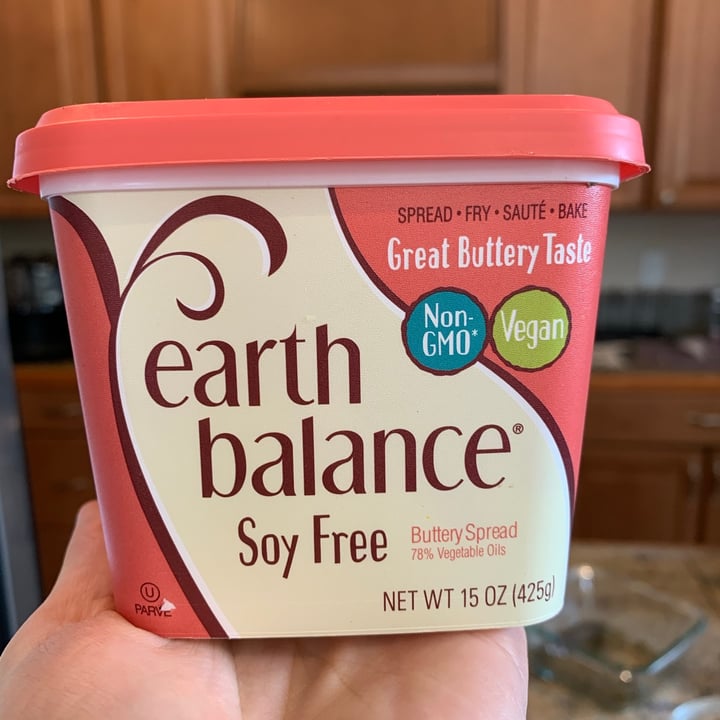 SPREAD • FRY • SAUTÉ • BAKE
Great Buttery Taste
Non-
GMO*
Vegan
earth
balance®
Soy Free
Buttery Spread
78% Vegetable Oils
NET WT 15 OZ (425g)
U
PARVE